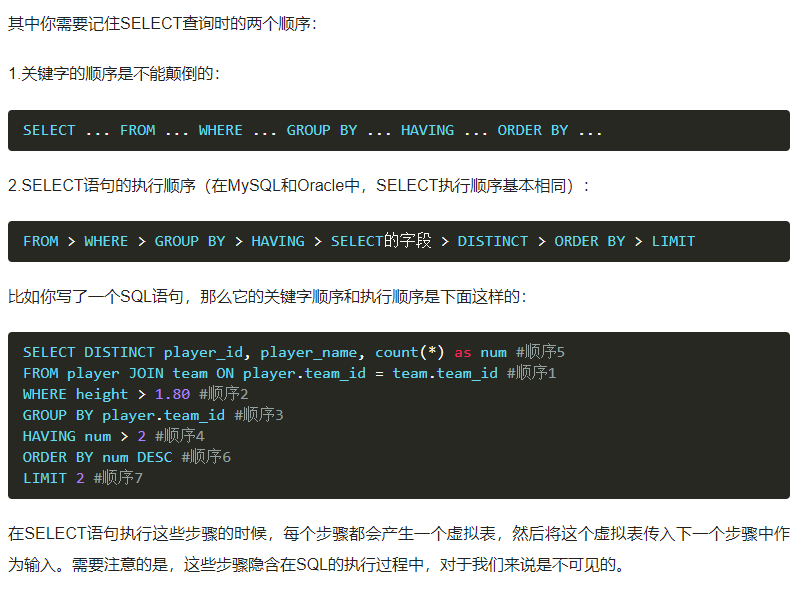 其中你需要记住SELECT查询时的两个顺序：
1.关键字的顺序是不能颠倒的：
SELECT ... FROM ... WHERE ... GROUP BY ... HAVING ... ORDER BY ...
2.SELECT语句的执行顺序（在MySQL和Oracle中，SELECT执行顺序基本相同）：
FROM > WHERE > GROUP BY > HAVING > SELECT的字段 > DISTINCT > ORDER BY > LIMIT
比如你写了一个SQL语句，那么它的关键字顺序和执行顺序是下面这样的：
SELECT DISTINCT player_id, player_name, count(*) as num #顺序5
FROM player JOIN team ON player.team_id = team.team_id #顺序1
WHERE height > 1.80 #顺序2
GROUP BY player.team_id #顺序3
HAVING num > 2 #顺序4
ORDER BY num DESC #顺序6
LIMIT 2 #顺序7
在SELECT语句执行这些步骤的时候，每个步骤都会产生一个虚拟表，然后将这个虚拟表传入下一个步骤中作
为输入。需要注意的是，这些步骤隐含在SQL的执行过程中，对于我们来说是不可见的。